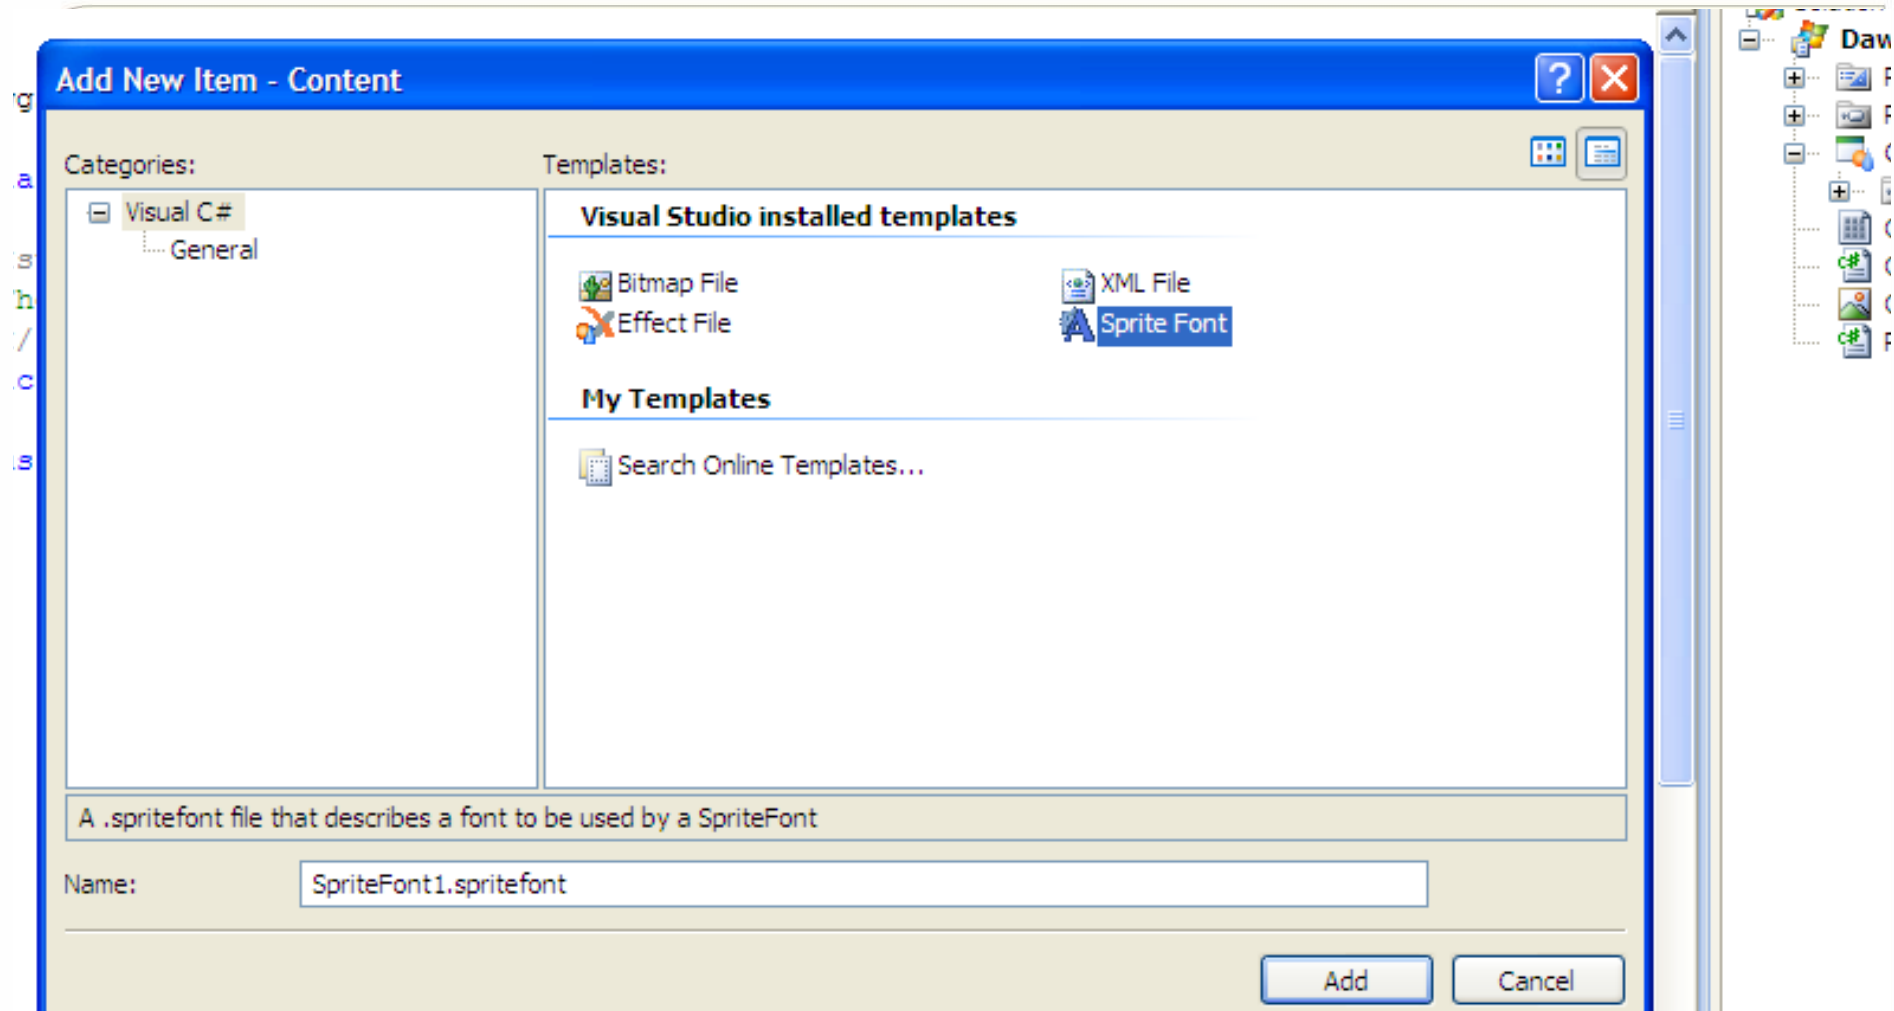 Add New Item - Content
Categories:
Templates:
Visual C#
General
Visual Studio installed templates
Bitmap File
XML File
Effect File
Sprite Font
My Templates
Search Online Templates...
A .spritefont file that describes a font to be used by a SpriteFont
Name:
SpriteFont1.spritefont
Add
Cancel